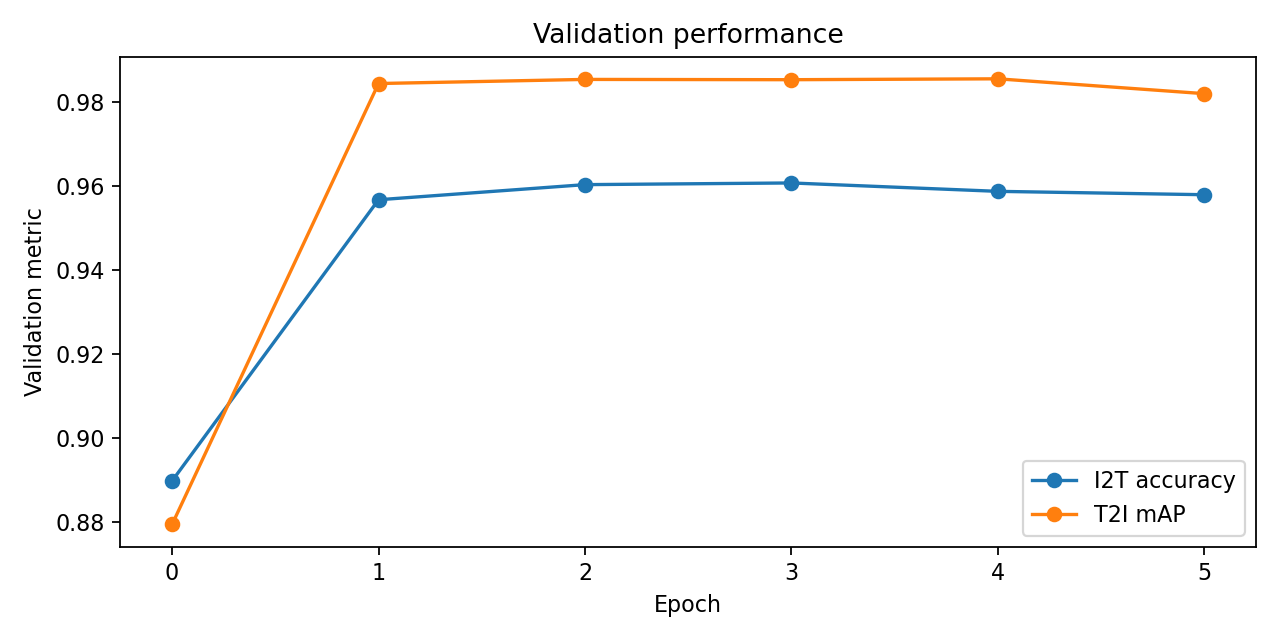 Validation performance
Validation metric
0.98
0.96
0.94
0.92
0.90
0.88
I2T accuracy
T2I mAP
0 1 2 3 4 5
Epoch